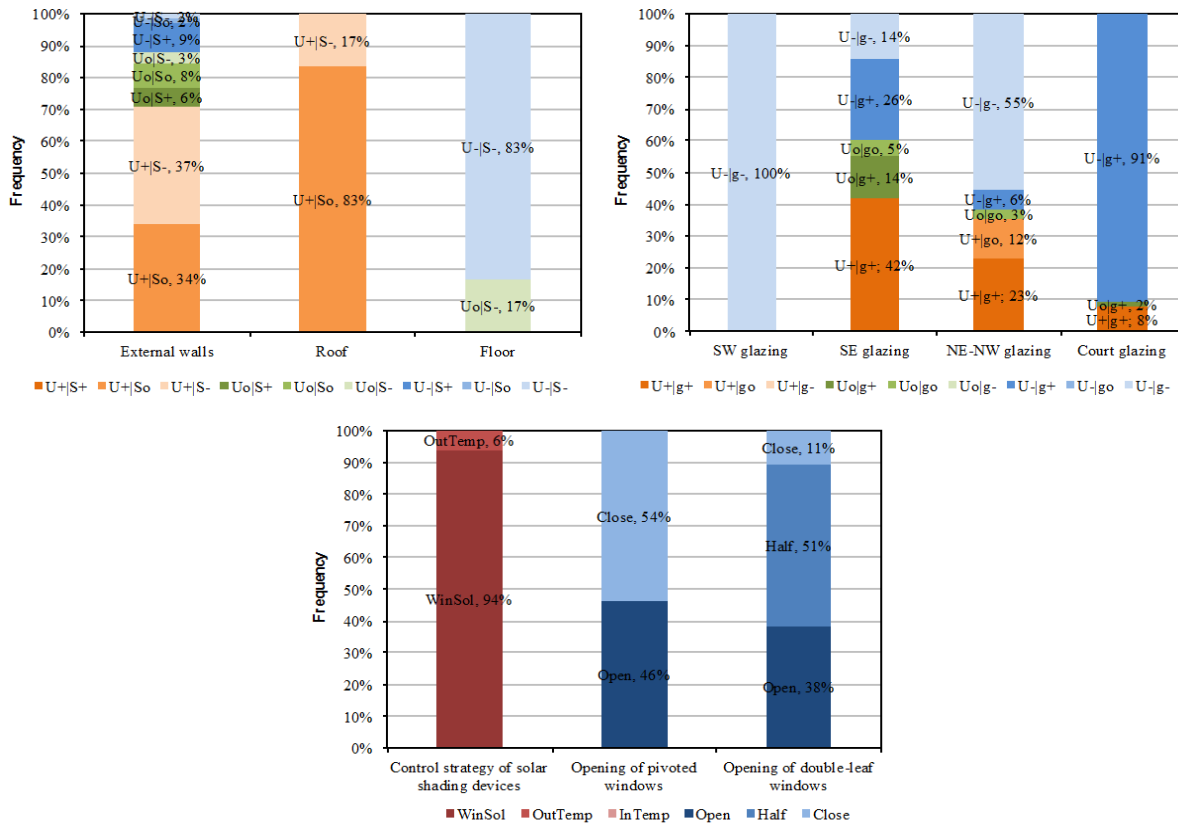 100%
90%
80%
70%
60%
50%
40%
30%
20%
10%
0%
Frequency
U-|S-, 3%
U-|So, 2%
U-|S+, 9%
Uo|S-, 3%
Uo|So, 8%
Uo|S+, 6%
U+|S-, 37%
U+|So, 34%
U+|S-, 17%
U+|So, 83%
U-|S-, 83%
Uo|S-, 17%
External walls Roof Floor
U+|S+ U+|So U+|S- Uo|S+ Uo|So Uo|S- U-|S+ U-|So U-|S-
100%
90%
80%
70%
60%
50%
40%
30%
20%
10%
0%
Frequency
U-|g-, 100%
U-|g-, 14%
U-|g+, 26%
Uo|go, 5%
Uo|g+, 14%
U+|g+; 42%
U-|g-, 55%
U-|g+, 6%
Uo|go, 3%
U+|go, 12%
U+|g+; 23%
U-|g+, 91%
Uo|g+, 2%
U+|g+; 8%
SW glazing SE glazing NE-NW glazing Court glazing
U+|g+ U+|go U+|g- Uo|g+ Uo|go Uo|g- U-|g+ U-|go U-|g-
100%
90%
80%
70%
60%
50%
40%
30%
20%
10%
0%
Frequency
OutTemp, 6%
WinSol, 94%
Close, 54%
Open, 46%
Close, 11%
Half, 51%
Open, 38%
Control strategy of solar
shading devices
Opening of pivoted
windows
Opening of double-leaf
windows
WinSol OutTemp InTemp Open Half Close